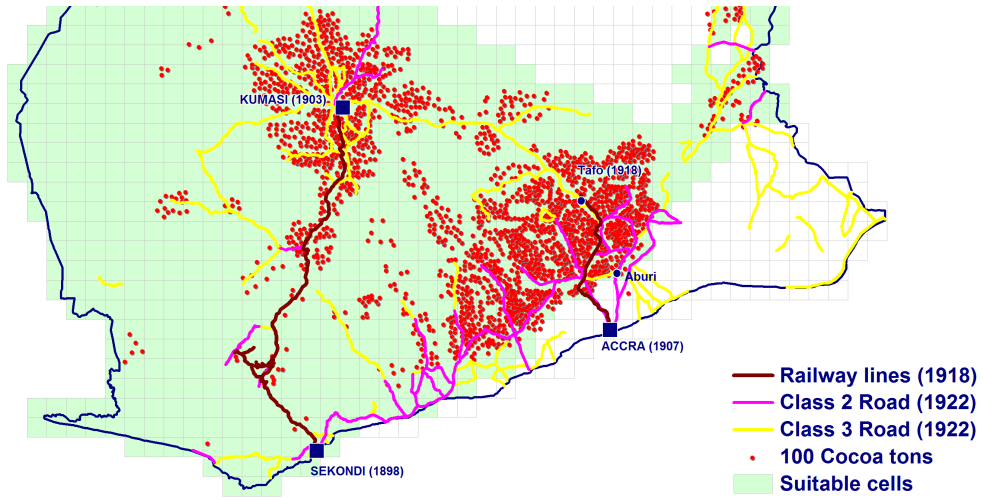 KUMASI (1903)
Tafo (1918)
Aburi
ACCRA (1907)
SEKONDI (1898)
Railway lines (1918)
Class 2 Road (1922)
Class 3 Road (1922)
100 Cocoa tons
Suitable cells